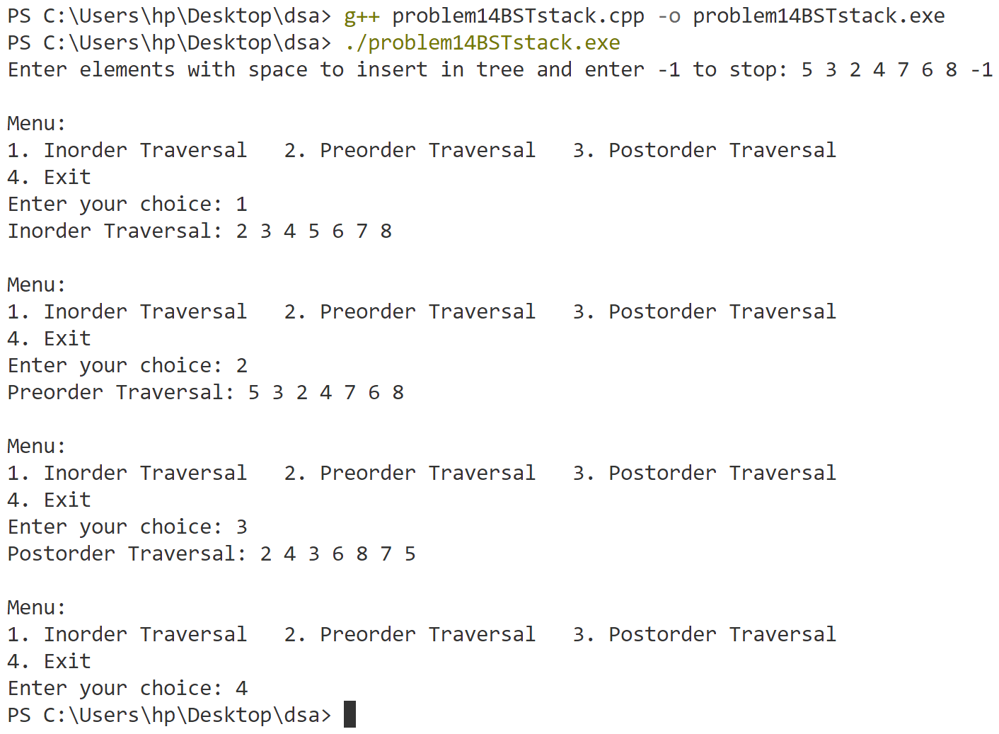 PS C:\Users\hp\Desktop\dsa> g++ problem14BSTstack.cpp -o problem14BSTstack.exe
PS C:\Users\hp\Desktop\dsa> ./problem14BSTstack.exe
Enter elements with space to insert in tree and enter -1 to stop: 5 3 2 4 7 6 8 -1

Menu:
1. Inorder Traversal   2. Preorder Traversal   3. Postorder Traversal
4. Exit
Enter your choice: 1
Inorder Traversal: 2 3 4 5 6 7 8

Menu:
1. Inorder Traversal   2. Preorder Traversal   3. Postorder Traversal
4. Exit
Enter your choice: 2
Preorder Traversal: 5 3 2 4 7 6 8

Menu:
1. Inorder Traversal   2. Preorder Traversal   3. Postorder Traversal
4. Exit
Enter your choice: 3
Postorder Traversal: 2 4 3 6 8 7 5

Menu:
1. Inorder Traversal   2. Preorder Traversal   3. Postorder Traversal
4. Exit
Enter your choice: 4
PS C:\Users\hp\Desktop\dsa>